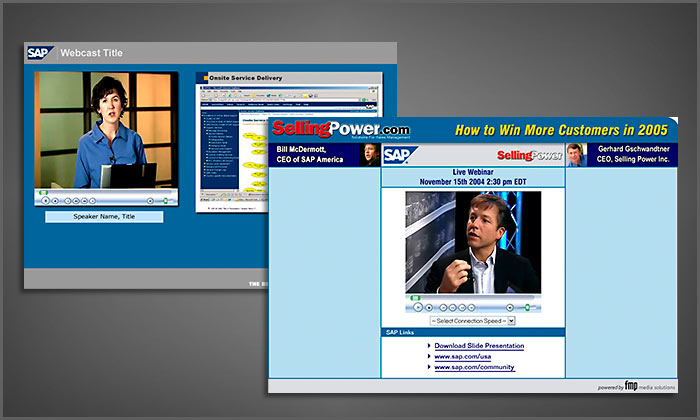 SAP
Webcast Title
Onsite Service Delivery
Speaker Name, Title
SellingPower.com
Solutions For Sales Management
How to Win More Customers in 2005
Bill McDermott,
CEO of SAP America
SAP
SellingPower
Gerhard Gschwandtner
CEO, Selling Power Inc.
Live Webinar
November 15th 2004 2:30 pm EDT
-- Select Connection Speed --
SAP Links
Download Slide Presentation
www.sap.com/usa
www.sap.com/community
powered by fmp media solutions
THE